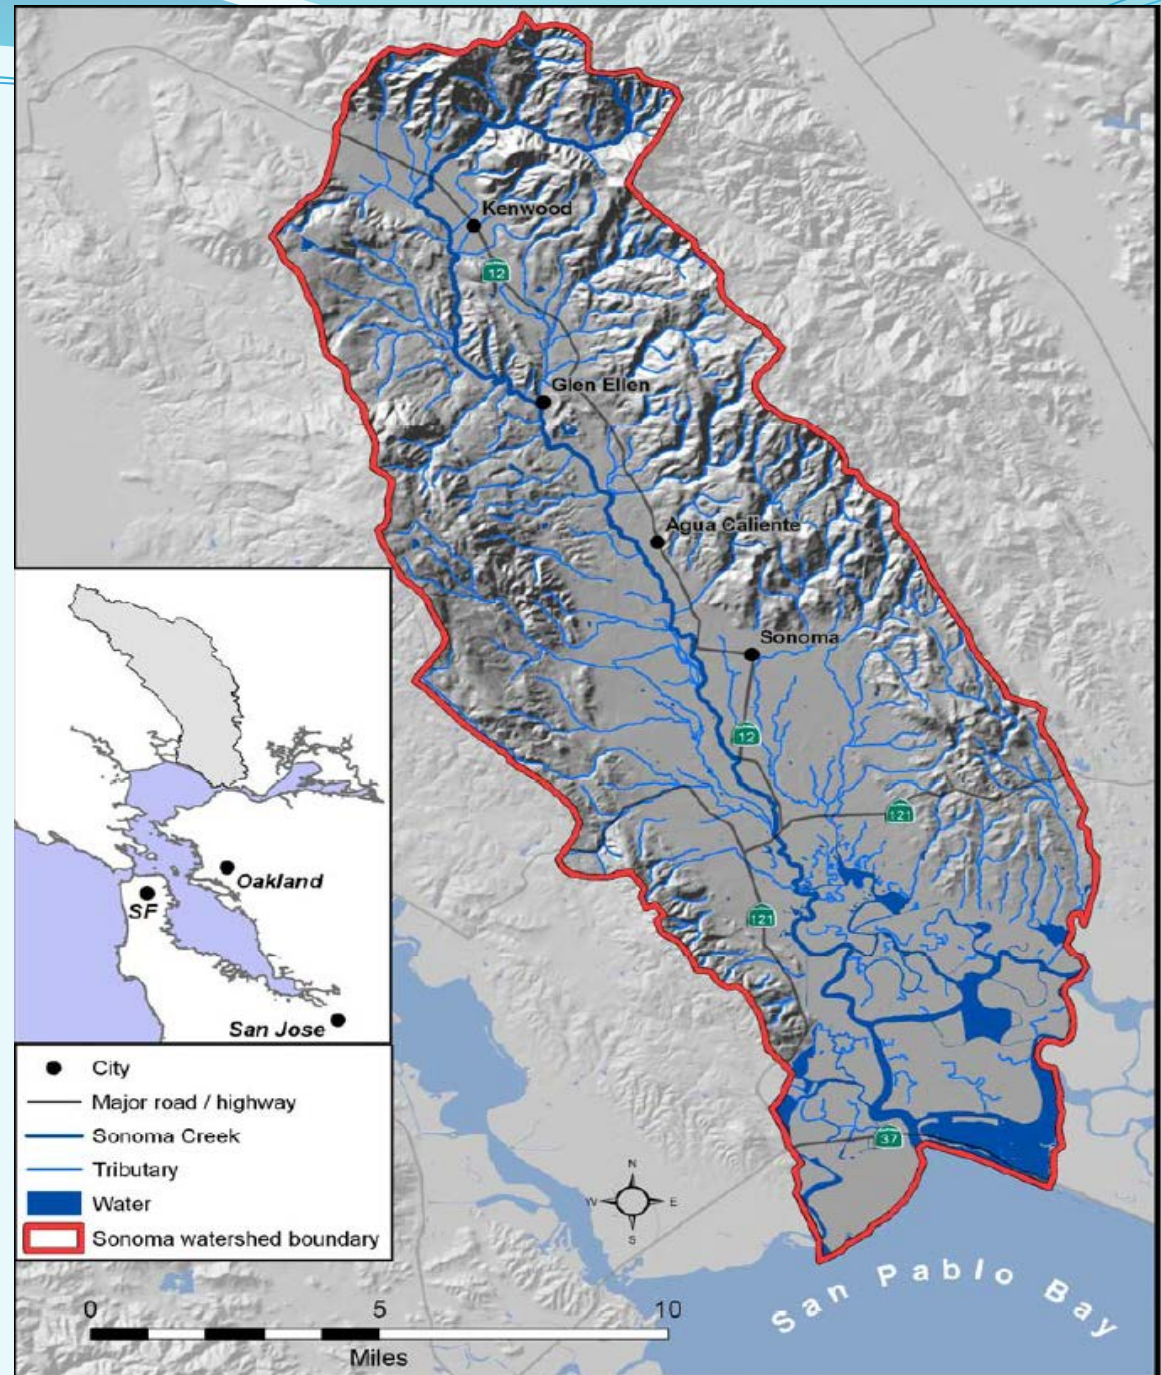 Kenwood
12
Glen Ellen
Agua Caliente
Sonoma
12
121
121
37
San Pablo Bay
Oakland
SF
San Jose
City
Major road / highway
Sonoma Creek
Tributary
Water
Sonoma watershed boundary
N
W E
S
0 5 10
Miles